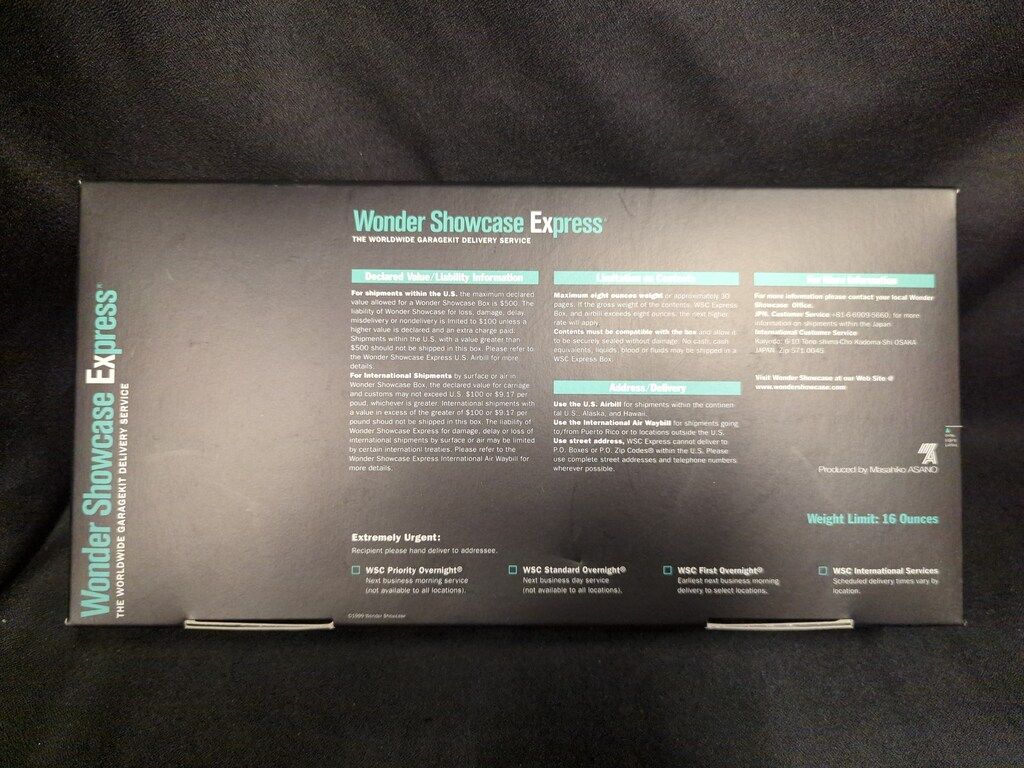 Wonder Showcase Express
THE WORLDWIDE GARAGEKIT DELIVERY SERVICE
Wonder Showcase Express
THE WORLDWIDE GARAGEKIT DELIVERY SERVICE
Declared Value/Liability Information
For shipments within the U.S. the maximum declared
value allowed for a Wonder Showcase Box is $500. The
liability of Wonder Showcase for loss, damage, delay,
misdelivery or nondelivery is limited to $100 unless a
higher value is declared and an extra charge paid.
Shipments within the U.S. with a value greater than
$500 should not be shipped in this box. Please refer to
the Wonder Showcase Express U.S. Airbill for more
details.
For International Shipments by surface or air in
Wonder Showcase Box, the declared value for carriage
and customs may not exceed U.S. $100 or $9.17 per
poud, whichever is greater. International shipments with
a value in excess of the greater of $100 or $9.17 per
pound shoud not be shipped in this box. The liability of
Wonder Showcase Express for damage, delay or loss of
international shipments by surface or air may be limited
by certain internationl treaties. Please refer to the
Wonder Showcase Express International Air Waybill for
more details.
Limitation on Contents
Maximum eight ounces weight or approximately 30
pages. If the gross weight of the contents, WSC Express
Box, and airbill exceeds eight ounces, the next higher
rate will apply.
Contents must be compatible with the box and allow it
to be securely sealed without damage. No cash, cash
equivalents, liquids, blood or fluids may be shipped in a
WSC Express Box.
Address/Delivery
Use the U.S. Airbill for shipments within the continen-
tal U.S., Alaska, and Hawaii.
Use the International Air Waybill for shipments going
to/from Puerto Rico or to locations outside the U.S.
Use street address, WSC Express cannot deliver to
P.O. Boxes or P.O. Zip Codes® within the U.S. Please
use complete street addresses and telephone numbers
wherever possible.
For More Information
For more information please contact your local Wonder
Showcase Office.
JPN. Customer Service +81-6-6909-5660; for more
information on shipments within the Japan
International Customer Service
JAPAN. Zip 571-0045.
Visit Wonder Showcase at our Web Site @
www.wondershowcase.com
Produced by Masahiko ASANO
Weight Limit: 16 Ounces
Extremely Urgent:
Recipient please hand deliver to addressee.
WSC Priority Overnight®
Next business morning service
(not available to all locations).
WSC Standard Overnight®
Next business day service
(not available to all locations).
WSC First Overnight®
Earliest next business morning
delivery to select locations.
WSC International Services
Scheduled delivery times vary by
location.
©1999 Wonder Showcase